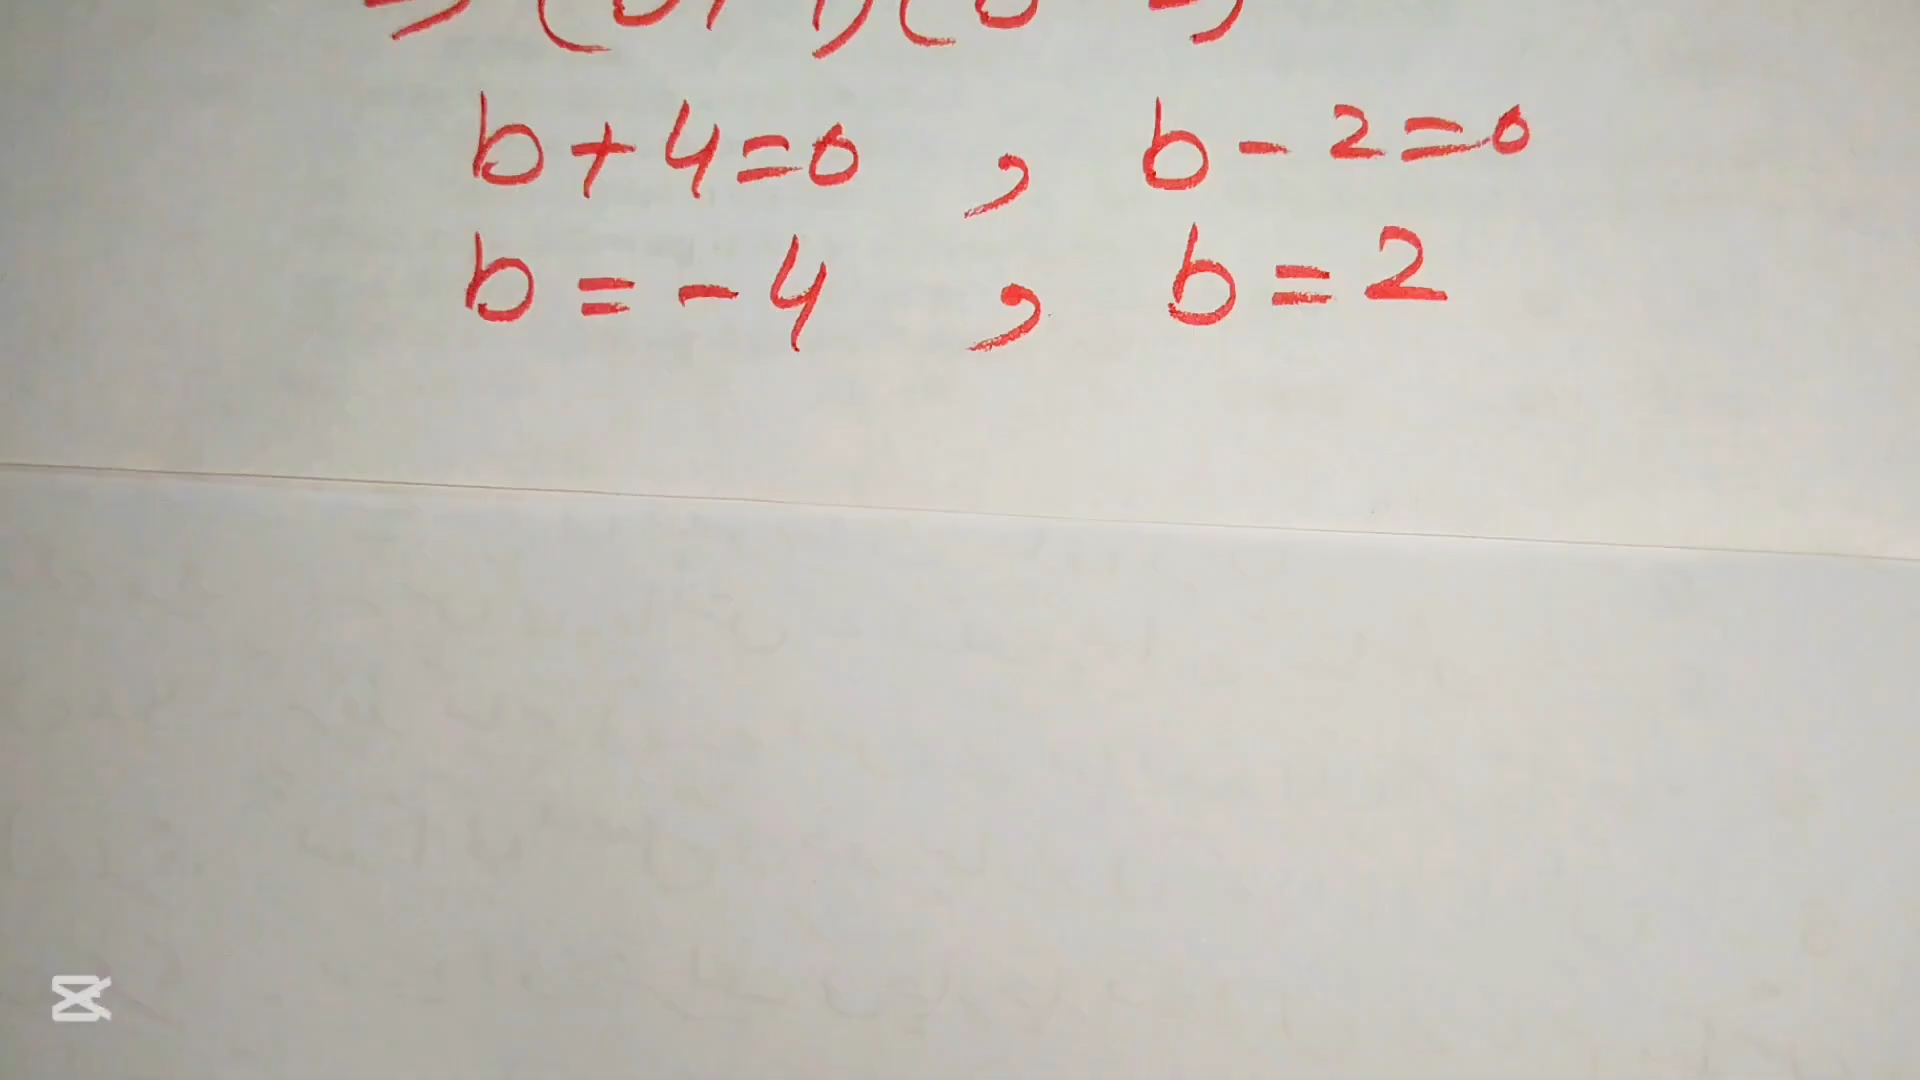 b+4=0 , b-2=0
b=-4 , b=2